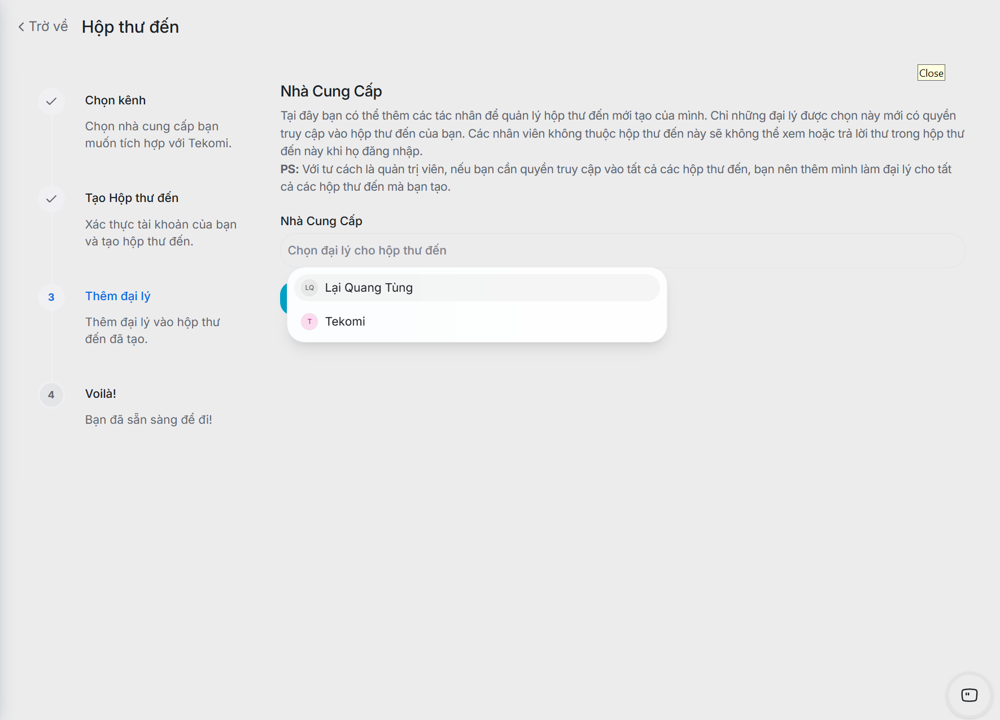 Trở về
Hộp thư đến
Close
Chọn kênh
Chọn nhà cung cấp bạn
muốn tích hợp với Tekomi.
Tạo Hộp thư đến
Xác thực tài khoản của bạn
và tạo hộp thư đến.
3
Thêm đại lý
Thêm đại lý vào hộp thư
đến đã tạo.
4
Voilà!
Bạn đã sẵn sàng để đi!
Nhà Cung Cấp
Tại đây bạn có thể thêm các tác nhân để quản lý hộp thư đến mới tạo của mình. Chỉ những đại lý được chọn này mới có quyền
truy cập vào hộp thư đến của bạn. Các nhân viên không thuộc hộp thư đến này sẽ không thể xem hoặc trả lời thư trong hộp thư
đến này khi họ đăng nhập.
PS: Với tư cách là quản trị viên, nếu bạn cần quyền truy cập vào tất cả các hộp thư đến, bạn nên thêm mình làm đại lý cho tất
cả các hộp thư đến mà bạn tạo.
Nhà Cung Cấp
Chọn đại lý cho hộp thư đến
LQ Lại Quang Tùng
T Tekomi